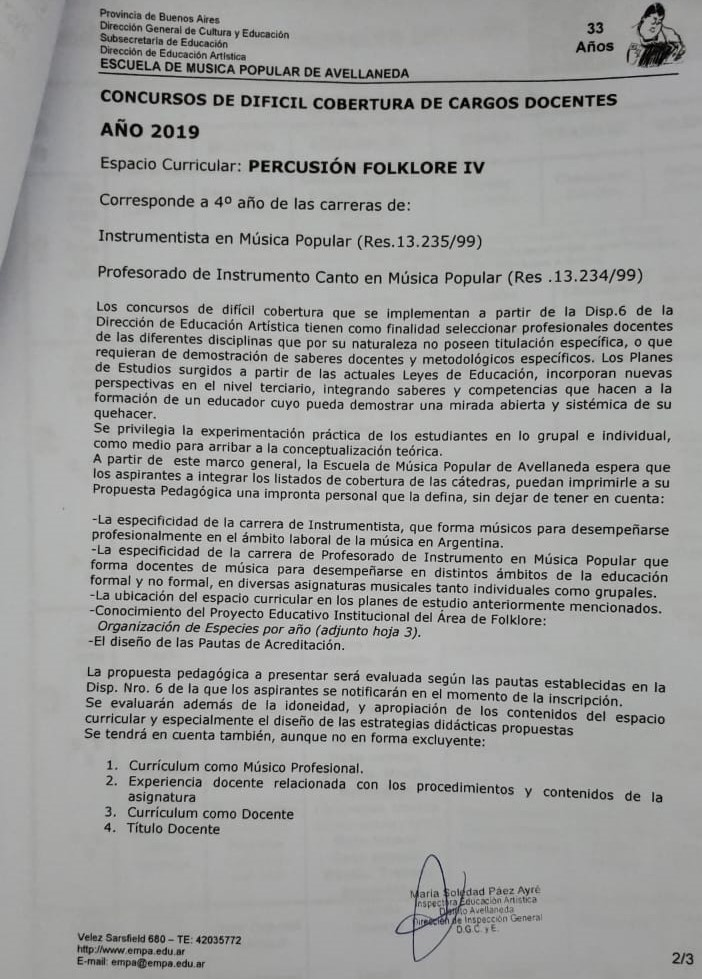 Provincia de Buenos Aires
Dirección General de Cultura y Educación
Subsecretaria de Educación
Dirección de Educación Artística
ESCUELA DE MUSICA POPULAR DE AVELLANEDA
33
Años
CONCURSOS DE DIFICIL COBERTURA DE CARGOS DOCENTES
AÑO 2019
Espacio Curricular: PERCUSIÓN FOLKLORE IV
Corresponde a 4º año de las carreras de:
Instrumentista en Música Popular (Res.13.235/99)
Profesorado de Instrumento Canto en Música Popular (Res .13.234/99)
Los concursos de difícil cobertura que se implementan a partir de la Disp.6 de la
Dirección de Educación Artística tienen como finalidad seleccionar profesionales docentes
de las diferentes disciplinas que por su naturaleza no poseen titulación específica, o que
requieran de demostración de saberes docentes y metodológicos específicos. Los Planes
de Estudios surgidos a partir de las actuales Leyes de Educación, incorporan nuevas
perspectivas en el nivel terciario, integrando saberes y competencias que hacen a la
formación de un educador cuyo pueda demostrar una mirada abierta y sistémica de su
quehacer.
Se privilegia la experimentación práctica de los estudiantes en lo grupal e individual,
como medio para arribar a la conceptualización teórica.
A partir de este marco general, la Escuela de Música Popular de Avellaneda espera que
los aspirantes a integrar los listados de cobertura de las cátedras, puedan imprimirle a su
Propuesta Pedagógica una impronta personal que la defina, sin dejar de tener en cuenta:
-La especificidad de la carrera de Instrumentista, que forma músicos para desempeñarse
profesionalmente en el ámbito laboral de la música en Argentina.
-La especificidad de la carrera de Profesorado de Instrumento en Música Popular que
forma docentes de música para desempeñarse en distintos ámbitos de la educación
formal y no formal, en diversas asignaturas musicales tanto individuales como grupales.
-La ubicación del espacio curricular en los planes de estudio anteriormente mencionados.
-Conocimiento del Proyecto Educativo Institucional del Área de Folklore:
Organización de Especies por año (adjunto hoja 3).
-El diseño de las Pautas de Acreditación.
La propuesta pedagógica a presentar será evaluada según las pautas establecidas en la
Disp. Nro. 6 de la que los aspirantes se notificarán en el momento de la inscripción.
Se evaluarán además de la idoneidad, y apropiación de los contenidos del espacio
curricular y especialmente el diseño de las estrategias didácticas propuestas
Se tendrá en cuenta también, aunque no en forma excluyente:
1. Currículum como Músico Profesional.
2. Experiencia docente relacionada con los procedimientos y contenidos de la
asignatura
3. Currículum como Docente
4. Título Docente
Maria Soledad Páez Ayré
Inspectora Educación Artística
Distrito Avellaneda
Dirección de Inspección General
D.G.C. y E.
Velez Sarsfield 680 – TE: 42035772
http://www.empa.edu.ar
E-mail: empa@empa.edu.ar
2/3